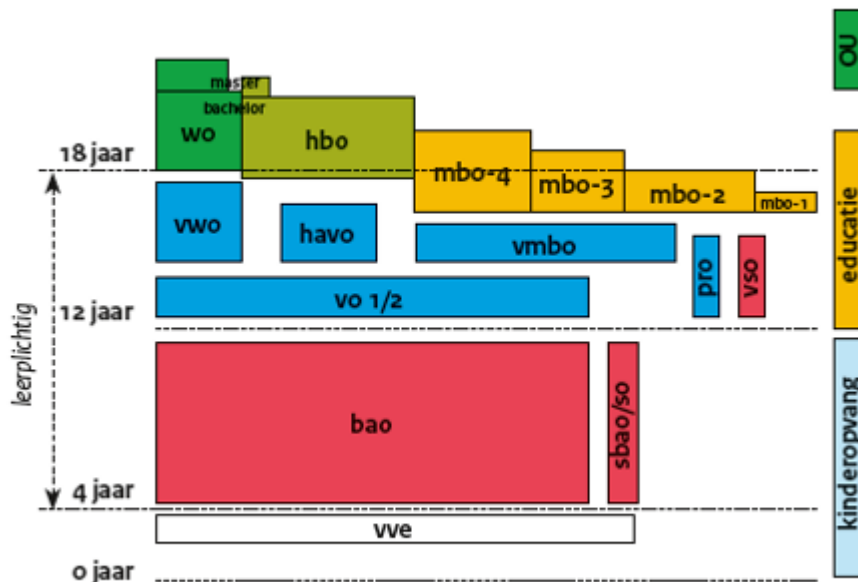 OU
master
bachelor
wo
hbo
18 jaar
mbo-4
mbo-3
mbo-2
mbo-1
vwo
havo
vmbo
pro
vso
educatie
vo 1/2
12 jaar
leerplichtig
bao
sbao/so
kinderopvang
4 jaar
vve
0 jaar